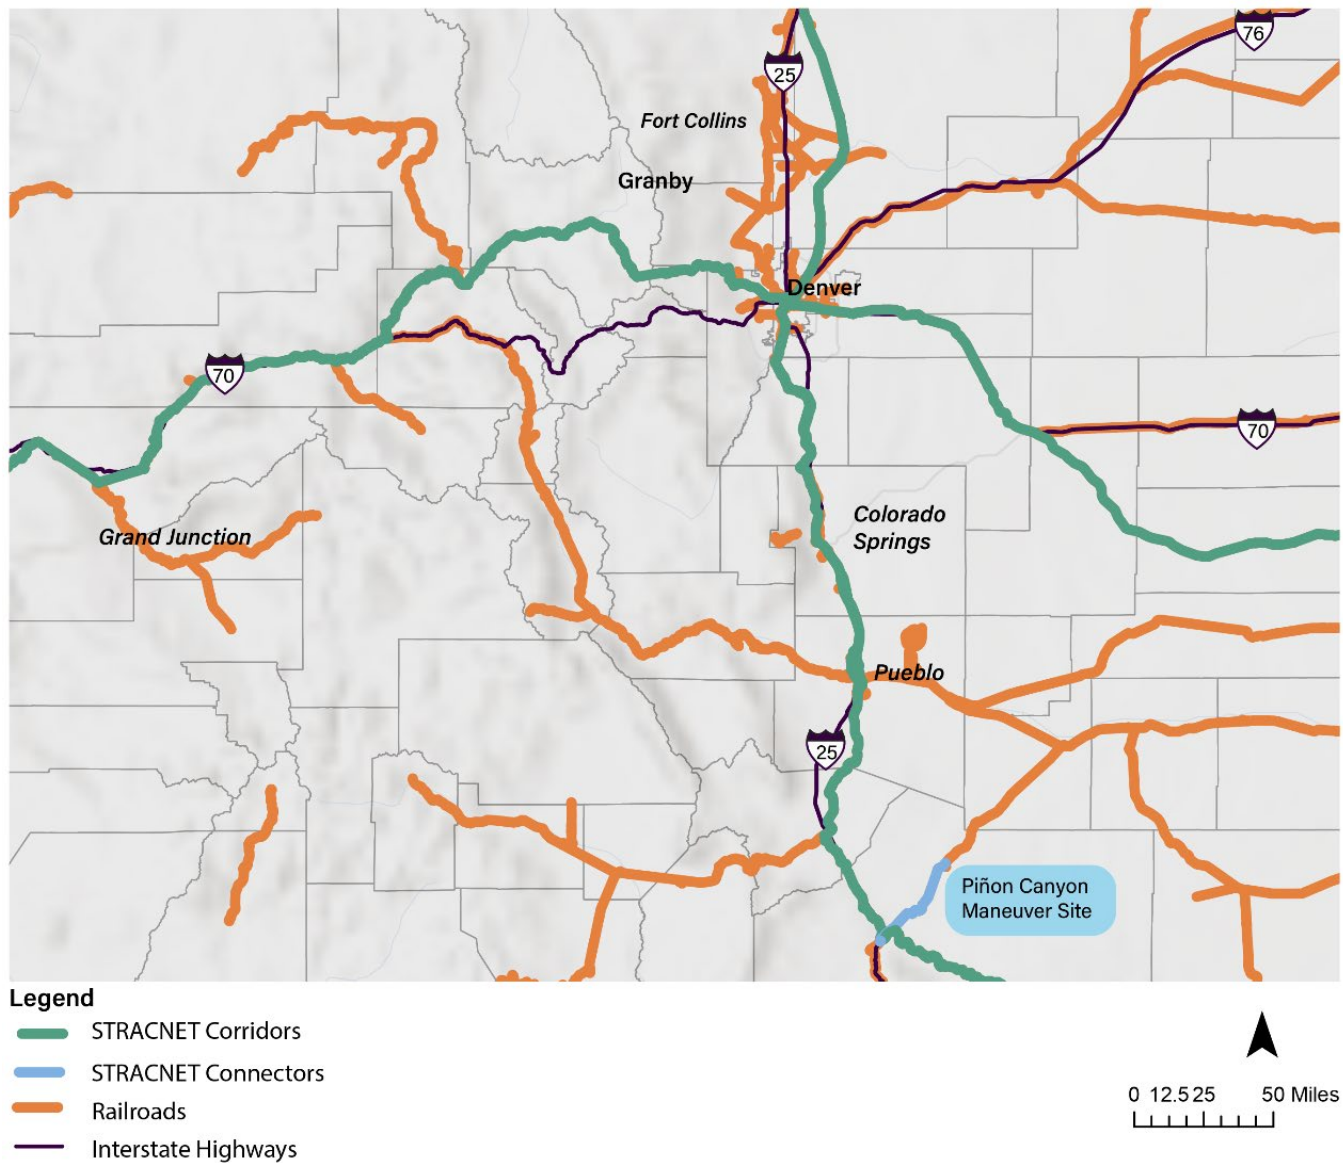 76
25
Fort Collins
Granby
Denver
70
70
Colorado
Springs
Grand Junction
Pueblo
25
Piñon Canyon
Maneuver Site
Legend
STRACNET Corridors
STRACNET Connectors
Railroads
Interstate Highways
0 12.5 25 50 Miles